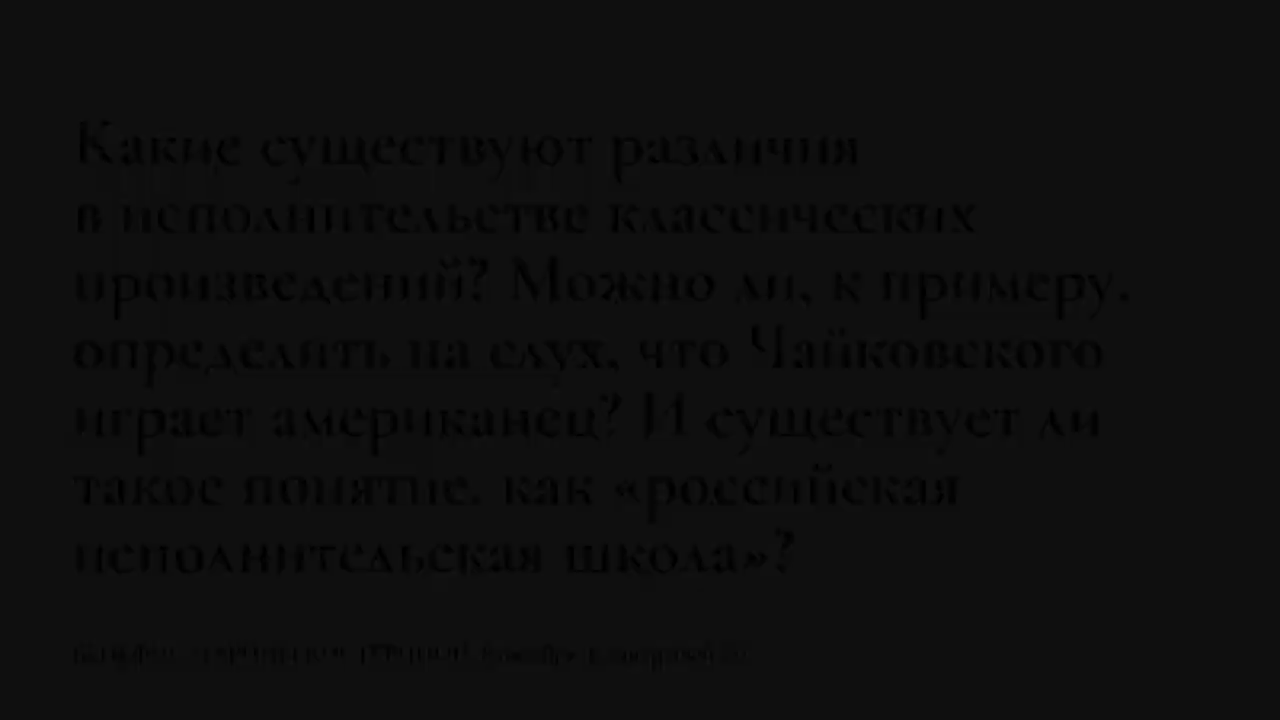 Какие существуют различия
в исполнительстве классических
произведений? Можно ли, к примеру,
определить на слух, что Чайковского
играет американец? И существует ли
такое понятие, как «российская
исполнительская школа»?